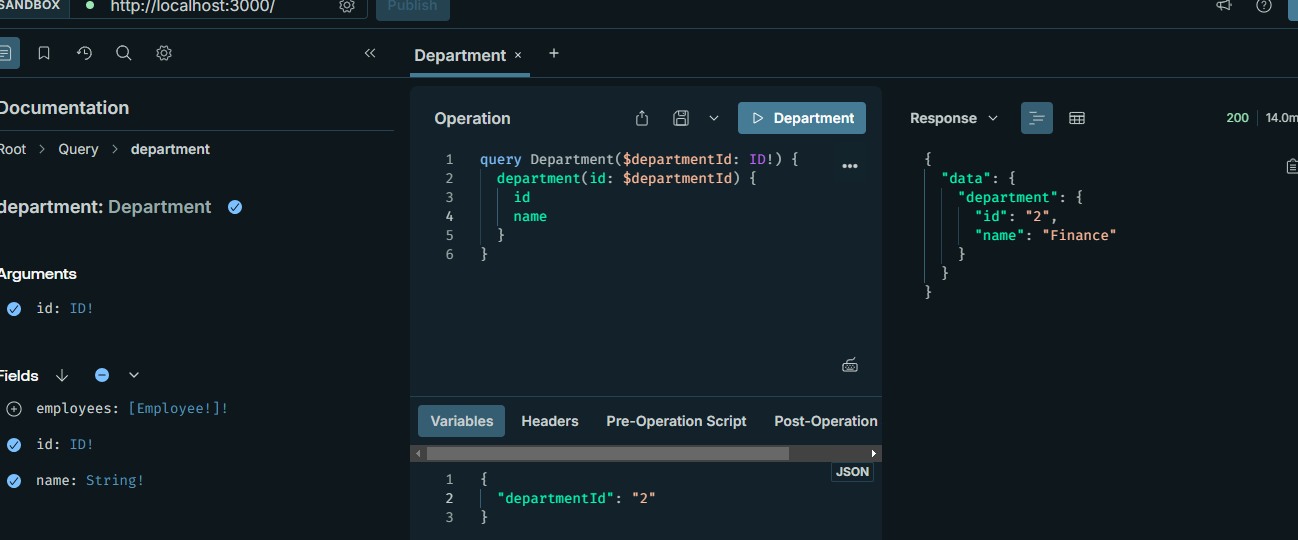 SANDBOX http://localhost:3000/ Publish
Department × +
Documentation
Root > Query > department
department: Department
Arguments
id: ID!
Fields
employees: [Employee!]!
id: ID!
name: String!
Operation
Department
1 query Department($departmentId: ID!) {
2 department(id: $departmentId) {
3 id
4 name
5 }
6 }
Variables Headers Pre-Operation Script Post-Operation
JSON
1 {
2 "departmentId": "2"
3 }
Response 200 14.0m
{
"data": {
"department": {
"id": "2",
"name": "Finance"
}
}
}